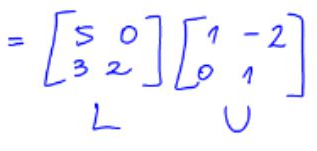 = [ 5 0 ] [ 1 -2 ]
[ 3 2 ] [ 0 1 ]
L U